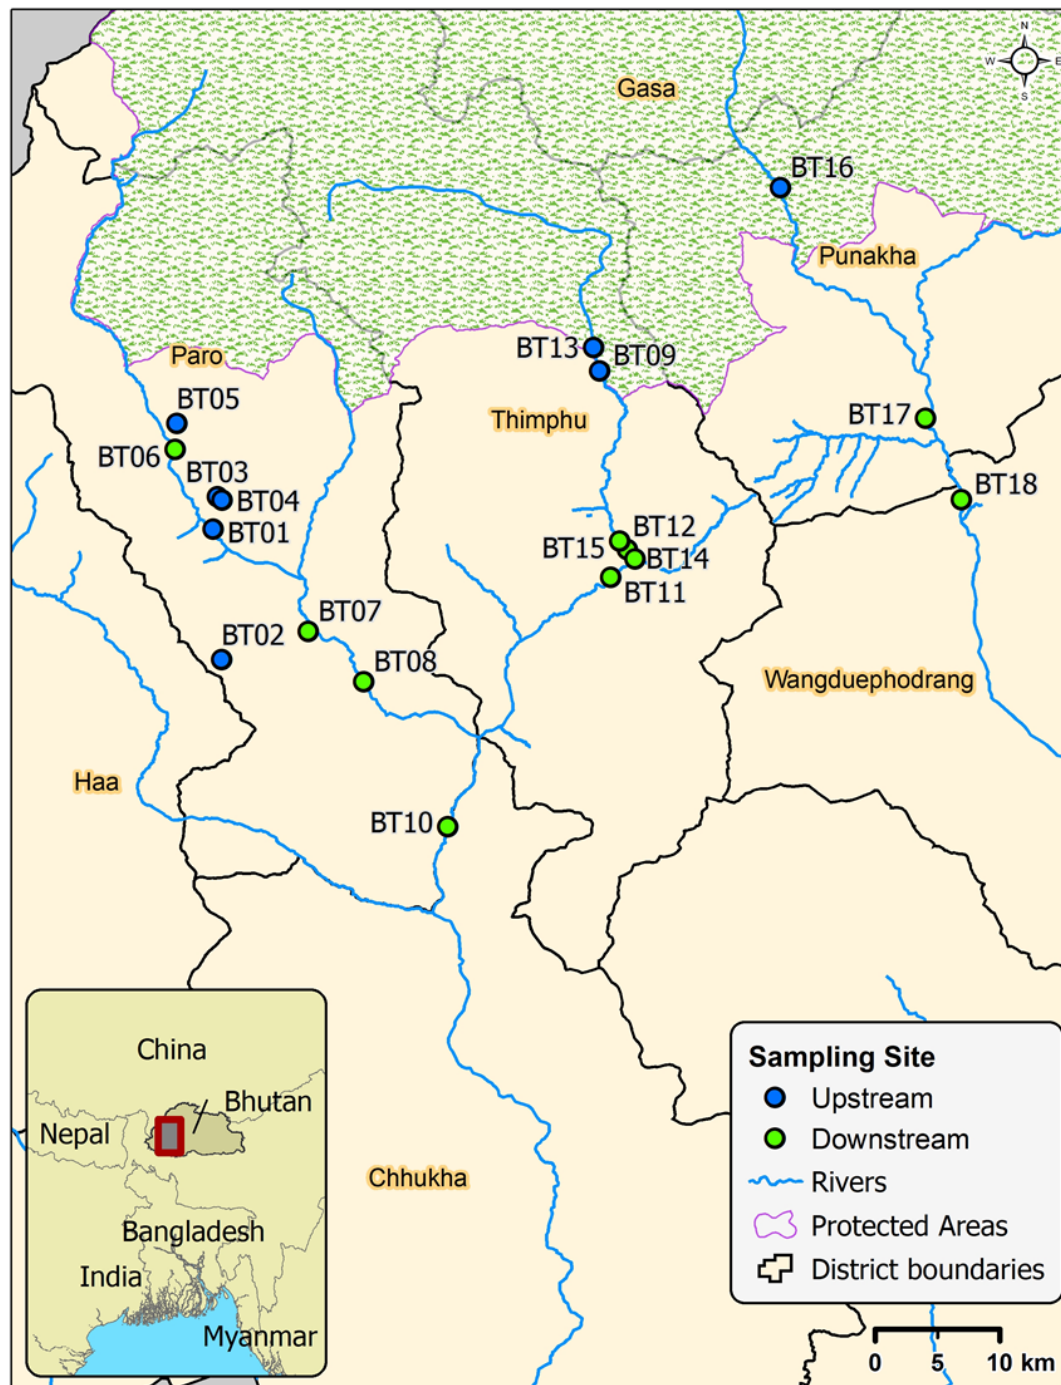 N
W E
S
Gasa
BT16
Punakha
BT13
BT09
Paro
BT05
Thimphu
BT17
BT06
BT03
BT04
BT18
BT01
BT12
BT15
BT14
BT11
BT07
BT02
BT08
Wangduephodrang
Haa
BT10
Chhukha
China
Bhutan
Nepal
Bangladesh
India
Myanmar
Sampling Site
Upstream
Downstream
Rivers
Protected Areas
District boundaries
0 5 10 km